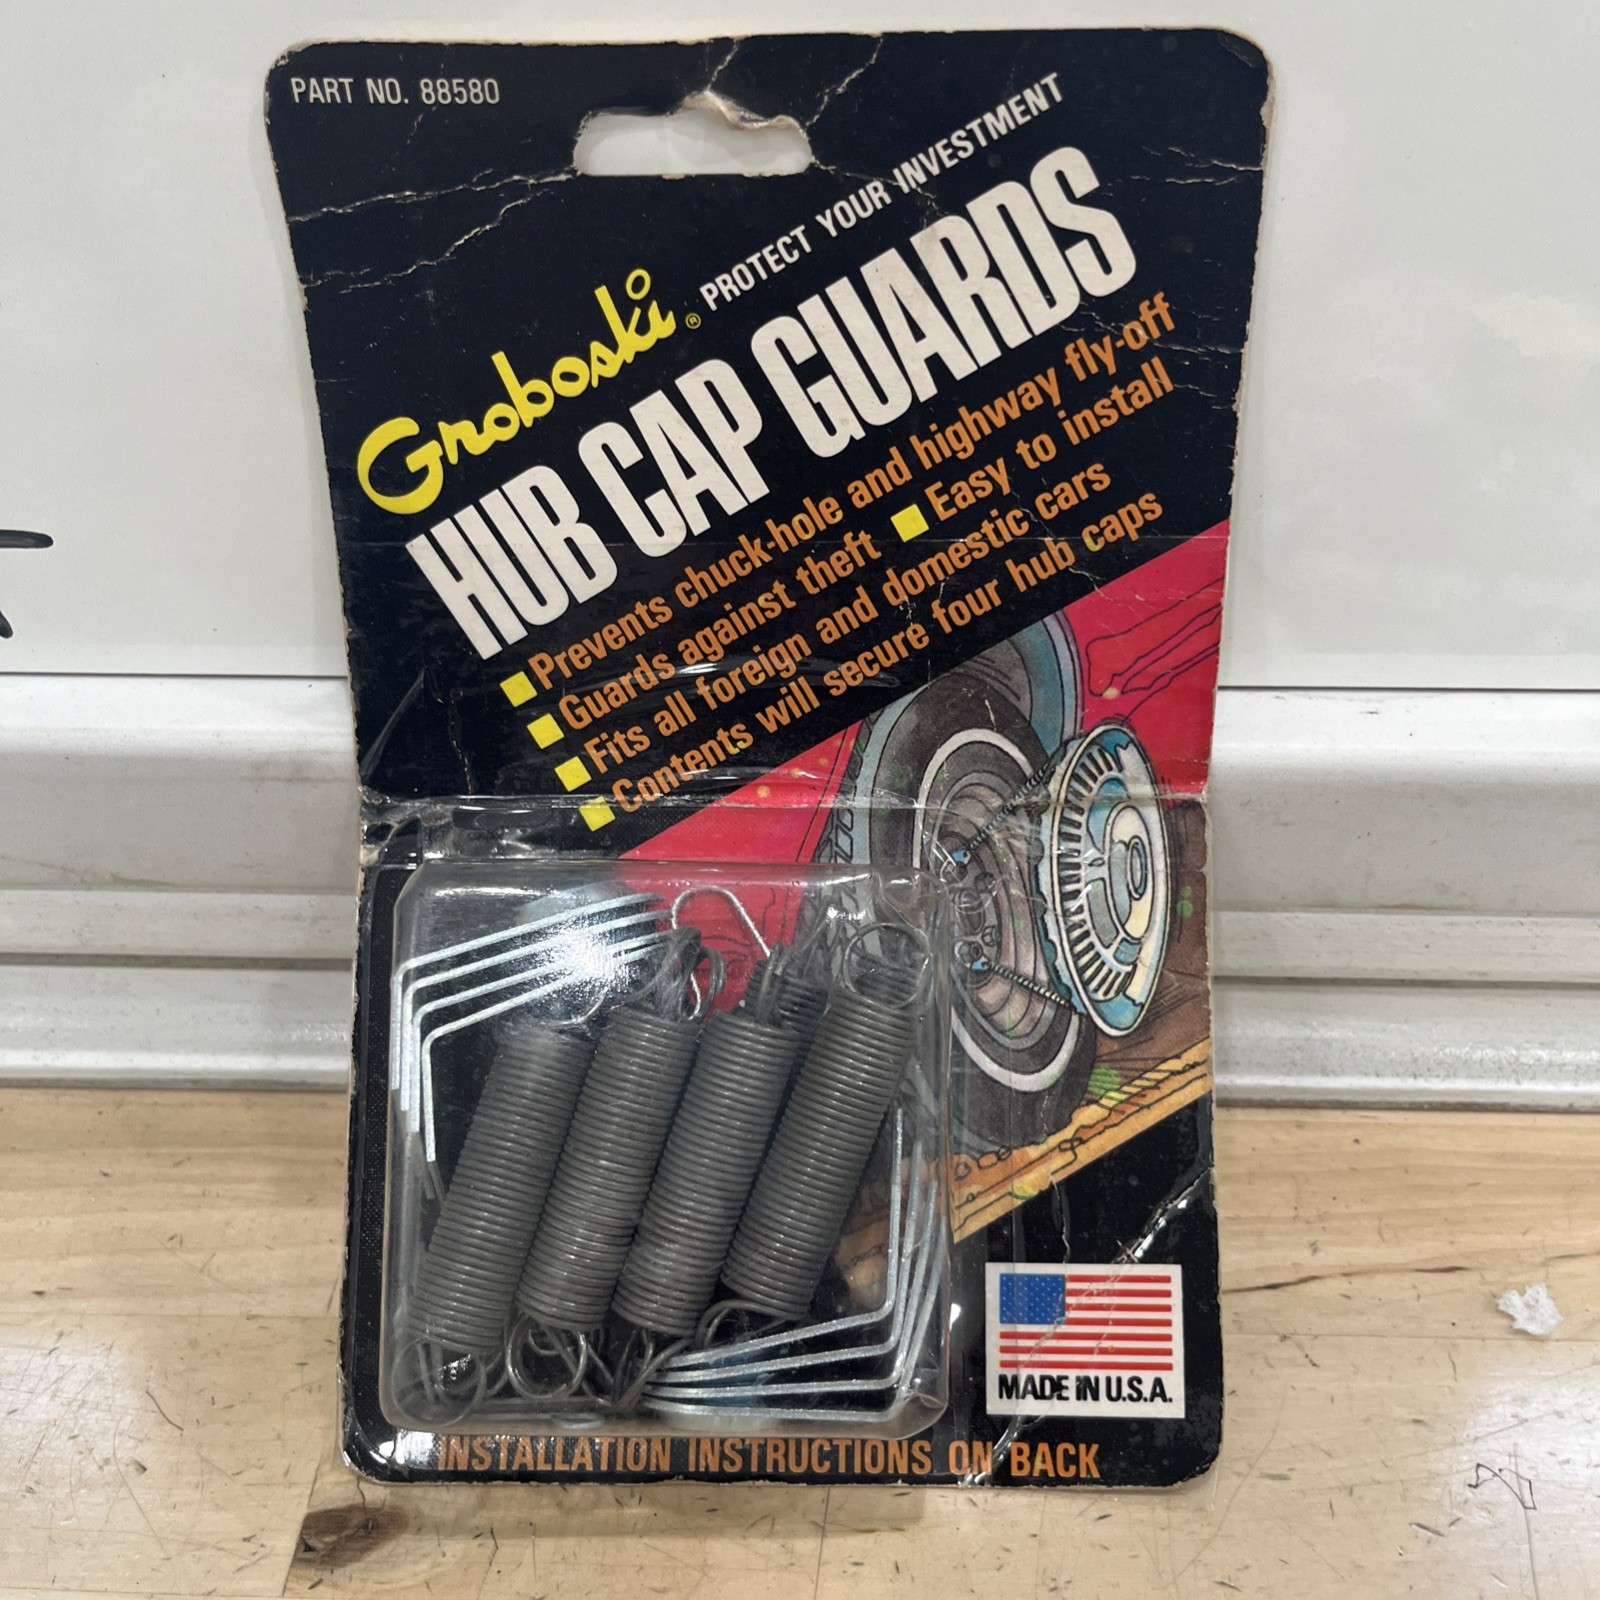 PART NO. 88580
PROTECT YOUR INVESTMENT
Groboski®
HUB CAP GUARDS
Prevents chuck-hole and highway fly-off
Guards against theft ■ Easy to install
Fits all foreign and domestic cars
Contents will secure four hub caps
MADE IN U.S.A.
INSTALLATION INSTRUCTIONS ON BACK